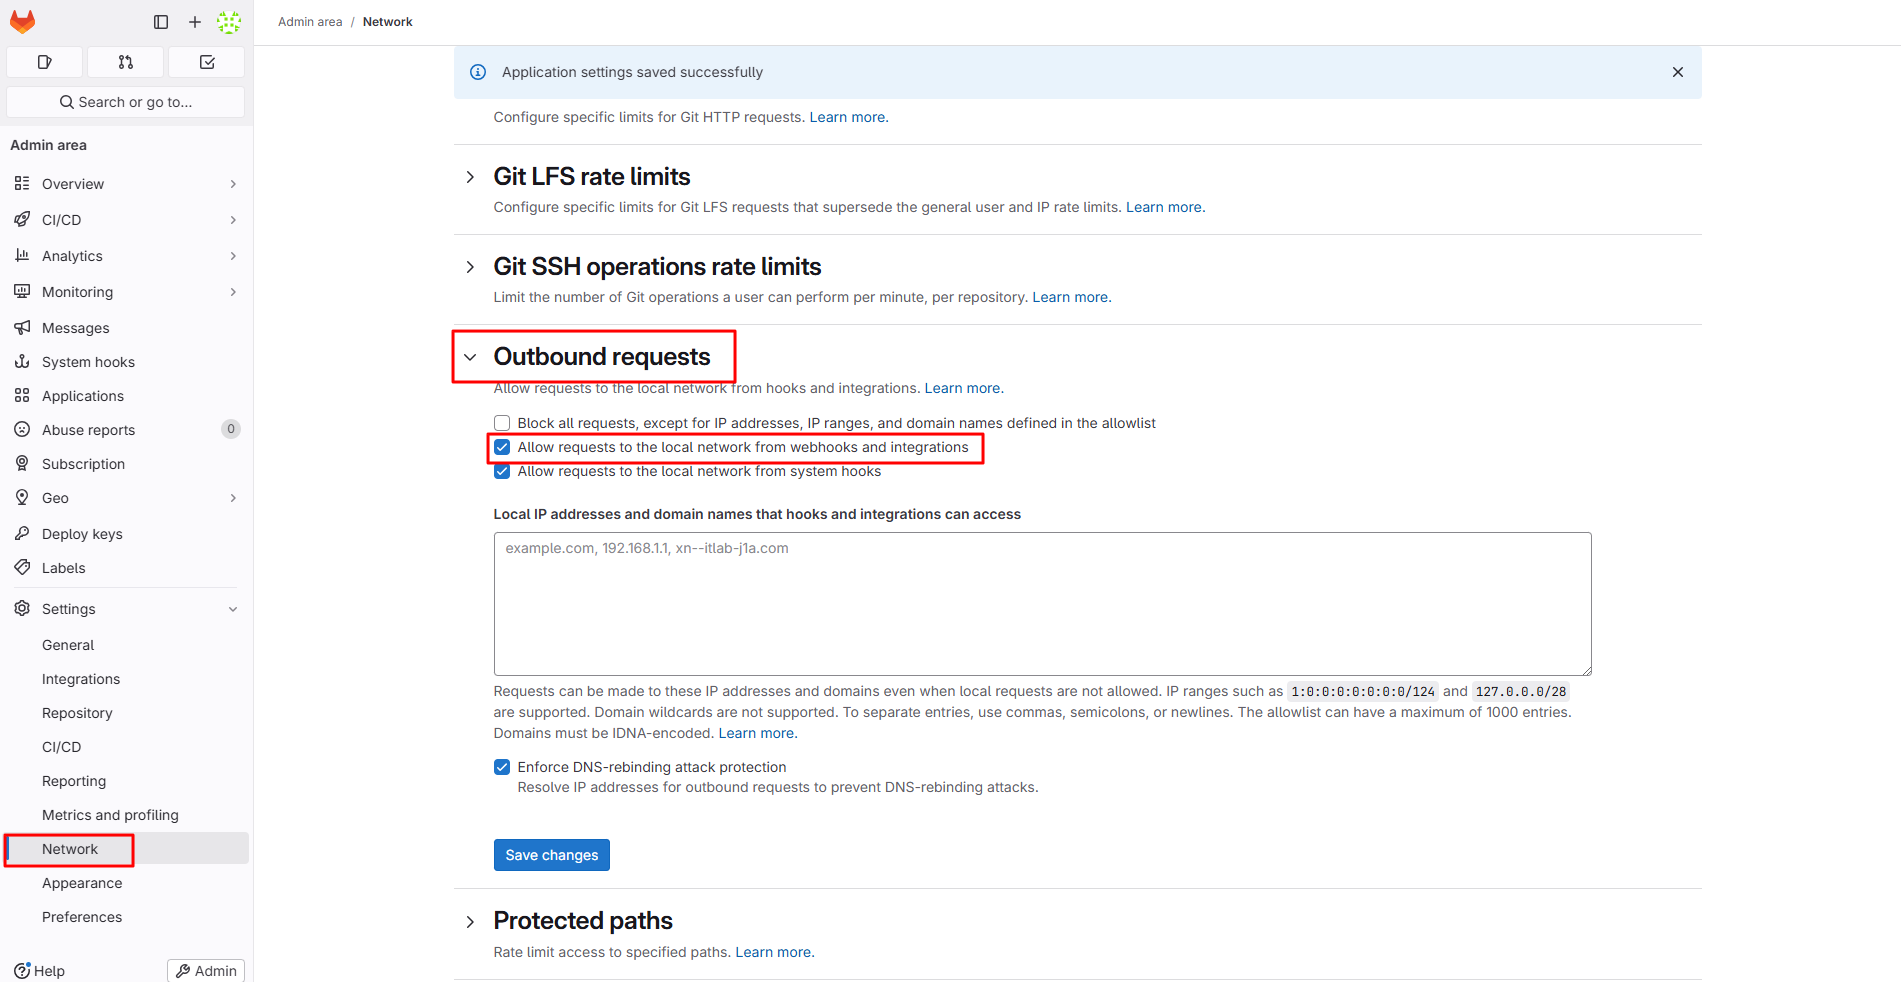 Admin area / Network
Search or go to...
Admin area
Overview
CI/CD
Analytics
Monitoring
Messages
System hooks
Applications
Abuse reports 0
Subscription
Geo
Deploy keys
Labels
Settings
General
Integrations
Repository
CI/CD
Reporting
Metrics and profiling
Network
Appearance
Preferences
Help
Admin
Application settings saved successfully
Configure specific limits for Git HTTP requests. Learn more.
Git LFS rate limits
Configure specific limits for Git LFS requests that supersede the general user and IP rate limits. Learn more.
Git SSH operations rate limits
Limit the number of Git operations a user can perform per minute, per repository. Learn more.
Outbound requests
Allow requests to the local network from hooks and integrations. Learn more.
Block all requests, except for IP addresses, IP ranges, and domain names defined in the allowlist
Allow requests to the local network from webhooks and integrations
Allow requests to the local network from system hooks
Local IP addresses and domain names that hooks and integrations can access
example.com, 192.168.1.1, xn--itlab-j1a.com
Requests can be made to these IP addresses and domains even when local requests are not allowed. IP ranges such as 1:0:0:0:0:0:0:0/124 and 127.0.0.0/28
are supported. Domain wildcards are not supported. To separate entries, use commas, semicolons, or newlines. The allowlist can have a maximum of 1000 entries.
Domains must be IDNA-encoded. Learn more.
Enforce DNS-rebinding attack protection
Resolve IP addresses for outbound requests to prevent DNS-rebinding attacks.
Save changes
Protected paths
Rate limit access to specified paths. Learn more.